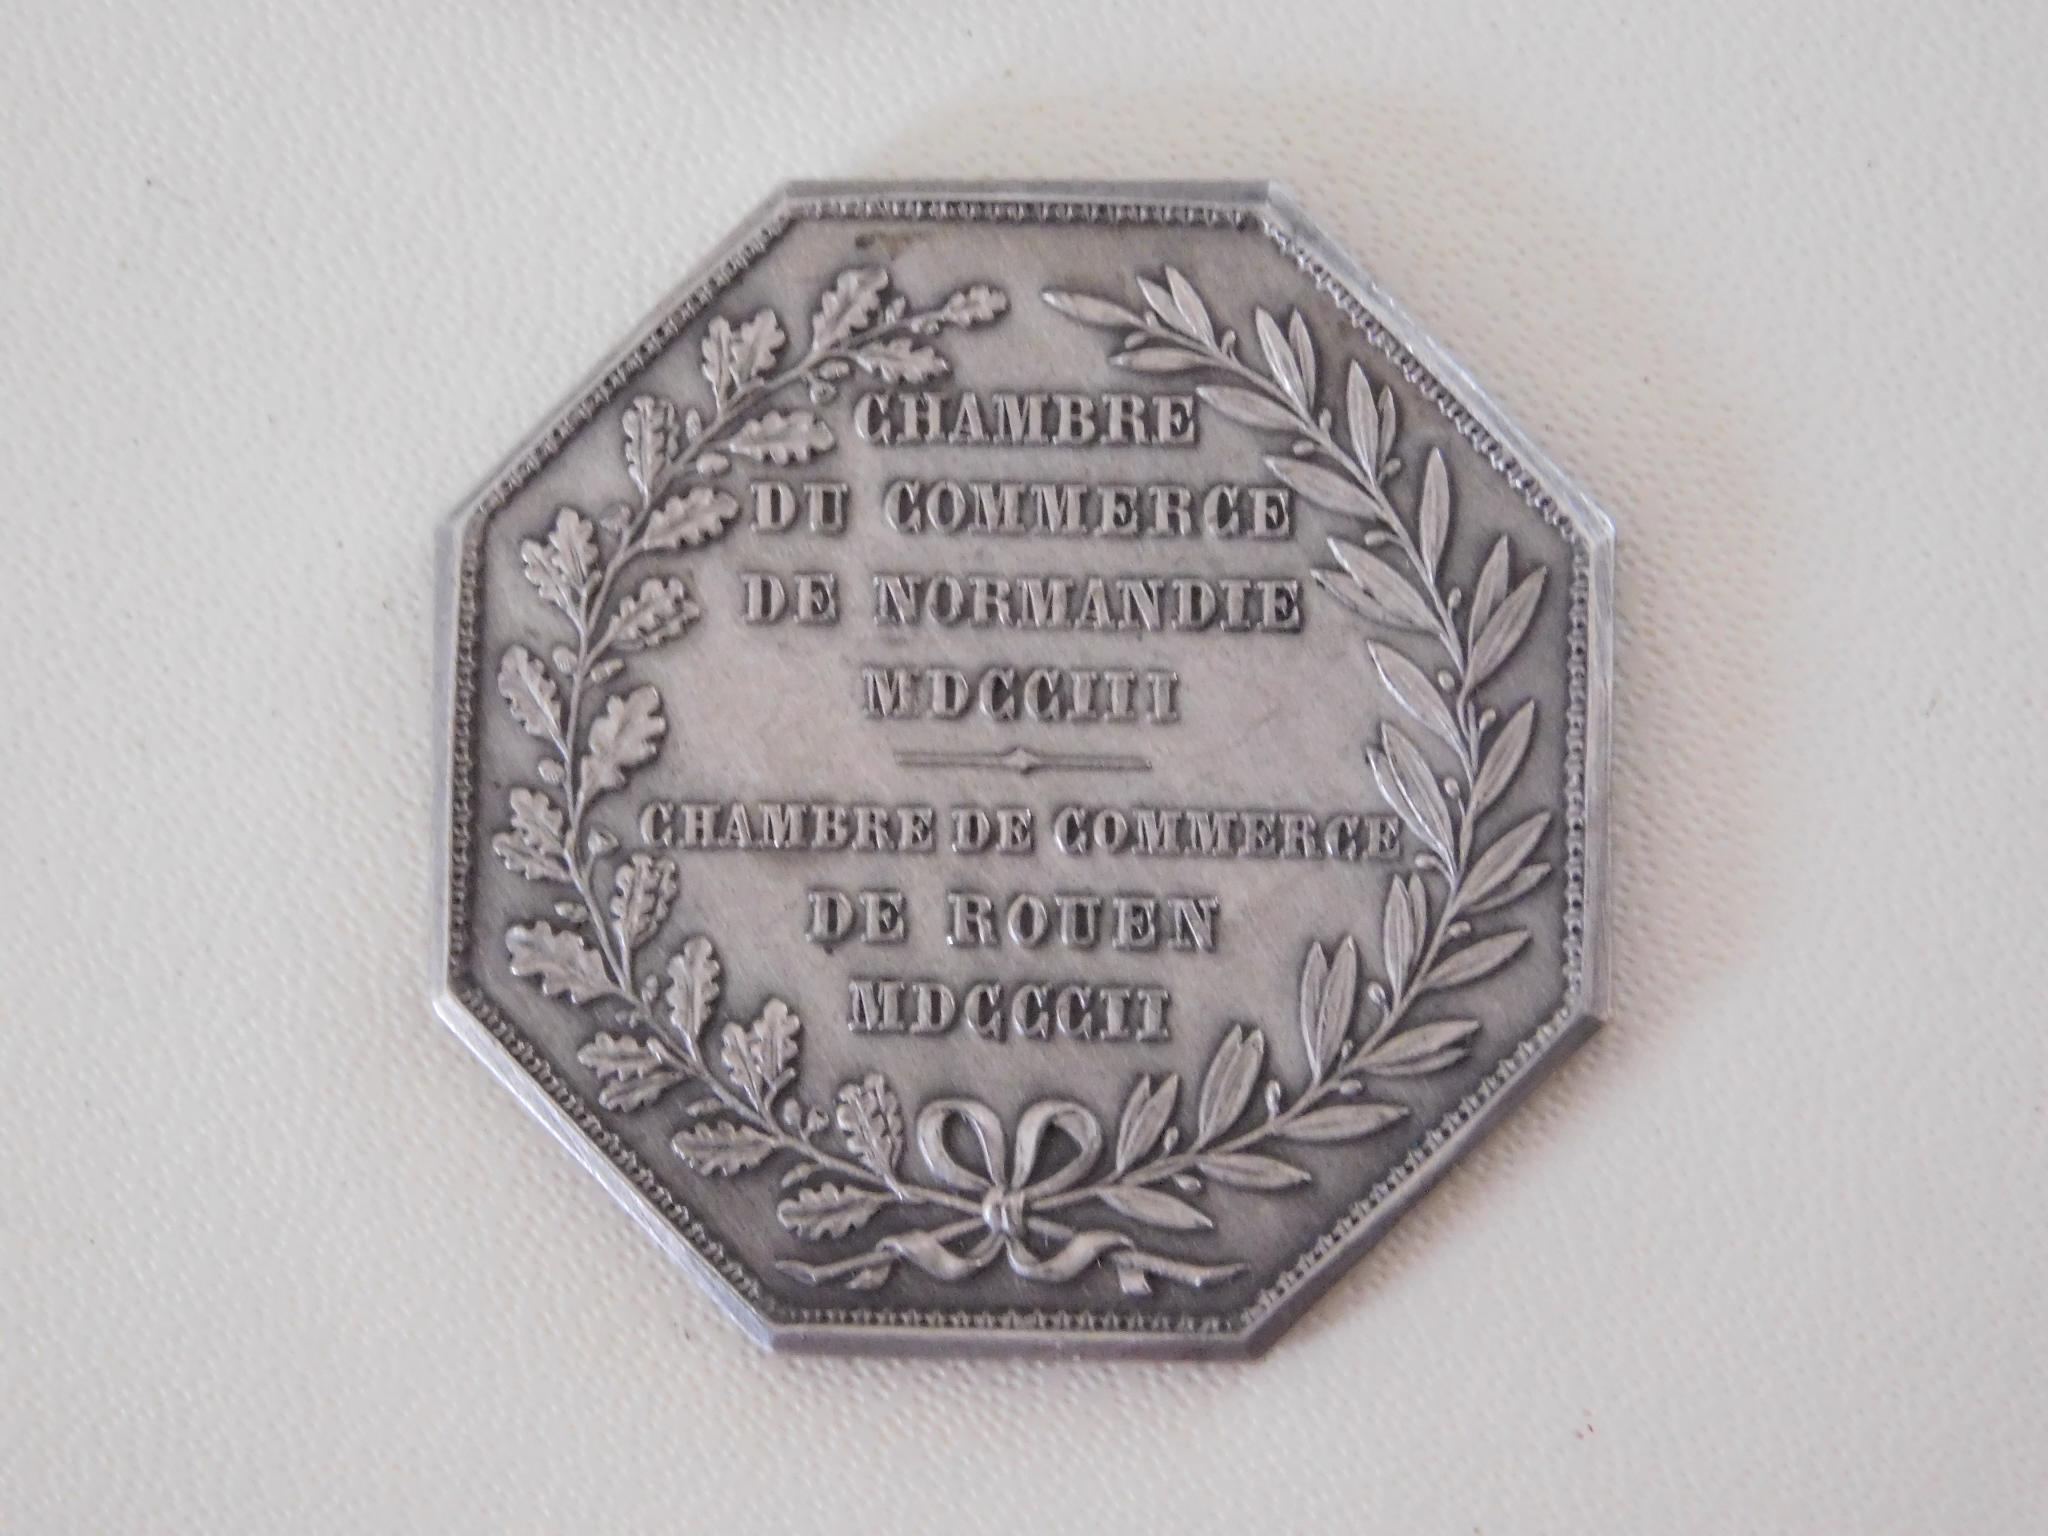 CHAMBRE
DU COMMERCE
DE NORMANDIE
MDCCIII
CHAMBRE DE COMMERCE
DE ROUEN
MDCCCII